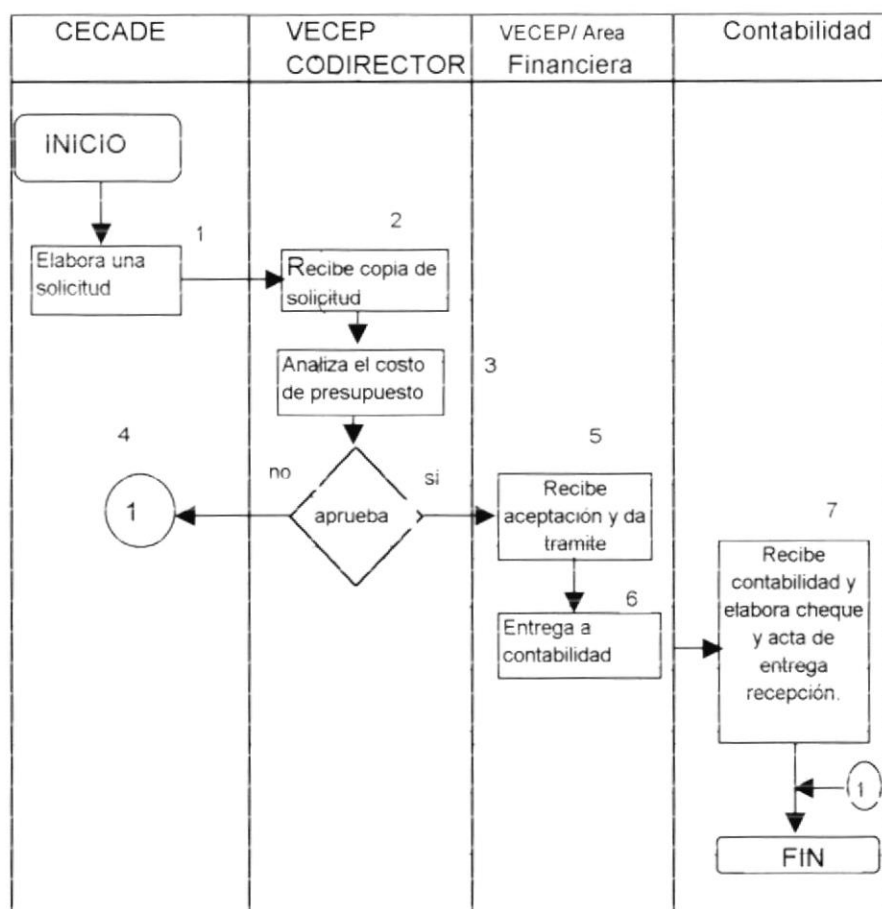 CECADE
VECEP
CODIRECTOR
VECEP/ Area
Financiera
Contabilidad
INICIO
1
Elabora una
solicitud
2
Recibe copia de
solicitud
Analiza el costo
de presupuesto
3
4
1
no
aprueba
si
5
Recibe
aceptación y da
tramite
6
Entrega a
contabilidad
7
Recibe
contabilidad y
elabora cheque
y acta de
entrega
recepción.
1
FIN